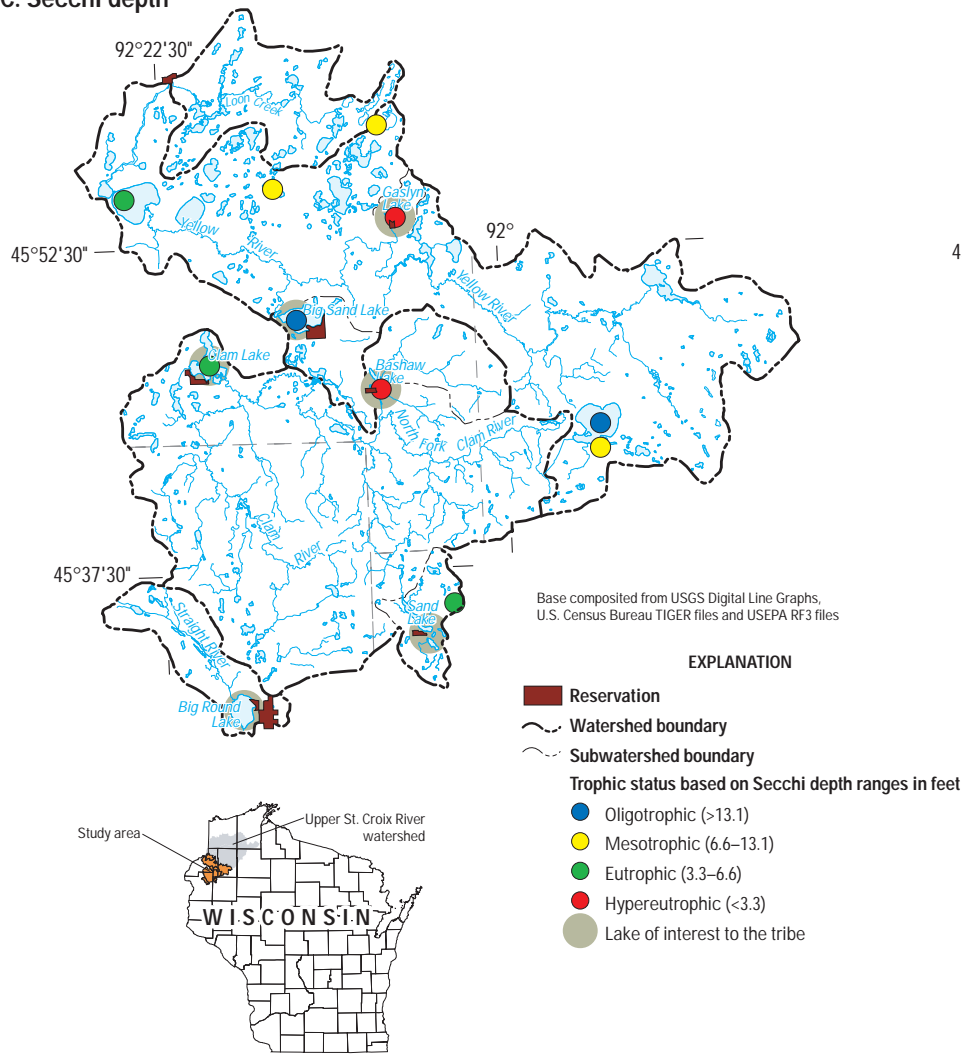 C. Secchi depth
92°22'30"
Loon Creek
Gaslyn
Lake
Yellow
River
92°
45°52'30"
4
Yellow River
Big Sand Lake
Clam Lake
Bashaw
Lake
North Fork
Clam River
Clam
River
45°37'30"
Straight River
Sand
Lake
Big Round
Lake
Base composited from USGS Digital Line Graphs,
U.S. Census Bureau TIGER files and USEPA RF3 files
EXPLANATION
Reservation
Watershed boundary
Subwatershed boundary
Trophic status based on Secchi depth ranges in feet
Oligotrophic (>13.1)
Mesotrophic (6.6–13.1)
Eutrophic (3.3–6.6)
Hypereutrophic (<3.3)
Lake of interest to the tribe
Study area
Upper St. Croix River
watershed
WISCONSIN